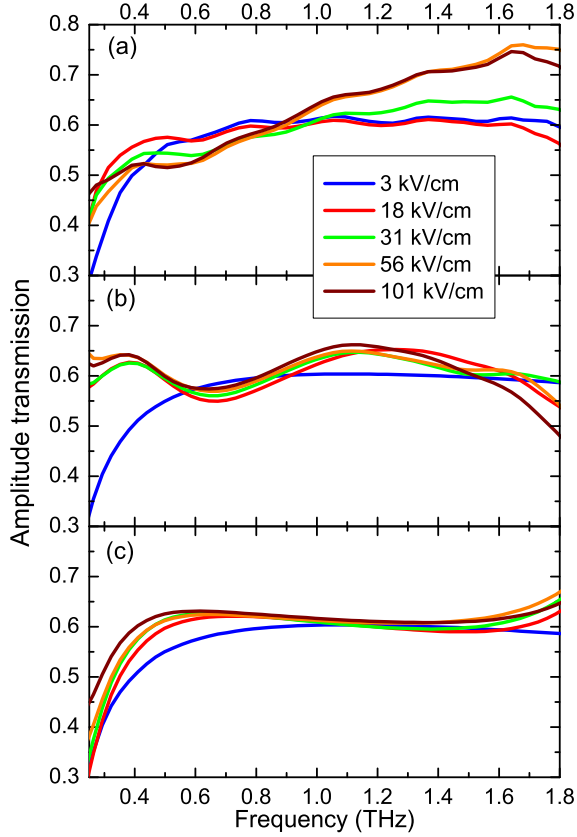 0.4 0.6 0.8 1.0 1.2 1.4 1.6 1.8
0.8
(a)
0.7
0.6
0.5
0.4
0.3
3 kV/cm
18 kV/cm
31 kV/cm
56 kV/cm
101 kV/cm
(b)
0.7
0.6
0.5
0.4
0.3
(c)
0.7
0.6
0.5
0.4
0.3
0.4 0.6 0.8 1.0 1.2 1.4 1.6 1.8
Frequency (THz)
Amplitude transmission